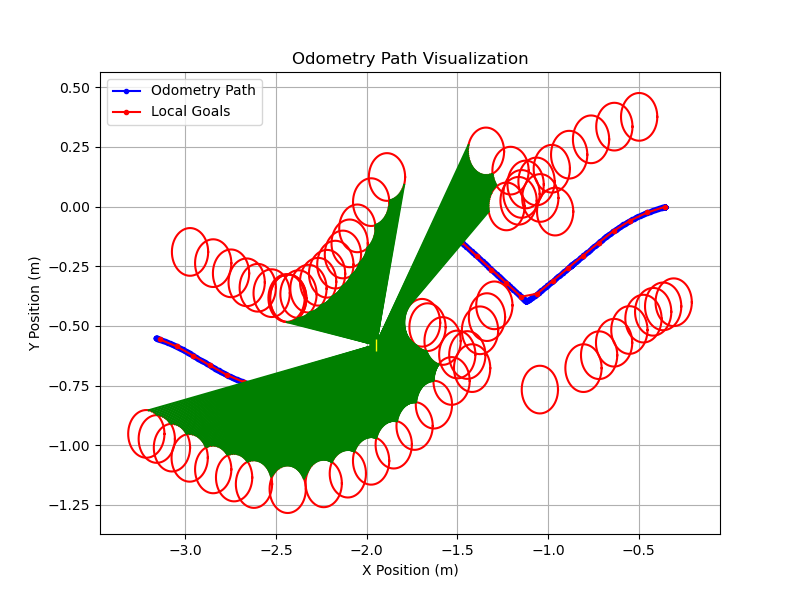 Odometry Path Visualization
Odometry Path
Local Goals
0.50
0.25
0.00
−0.25
−0.50
−0.75
−1.00
−1.25
Y Position (m)
−3.0 −2.5 −2.0 −1.5 −1.0 −0.5
X Position (m)